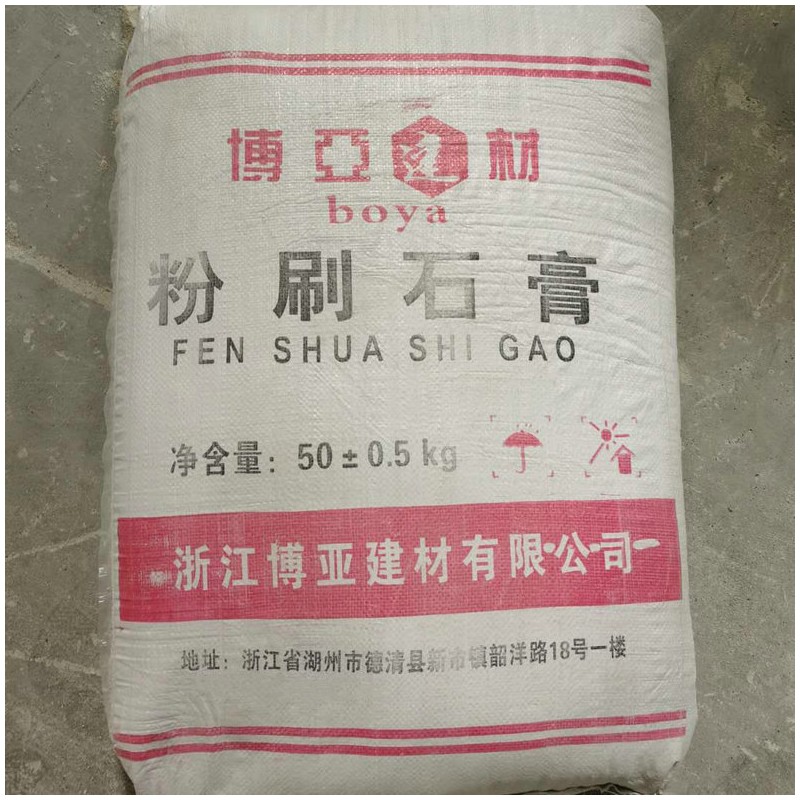 博亚建材
boya
粉刷石膏
FEN SHUA SHI GAO
净含量：50±0.5kg
浙江博亚建材有限公司
地址：浙江省湖州市德清县新市镇韶洋路18号一楼